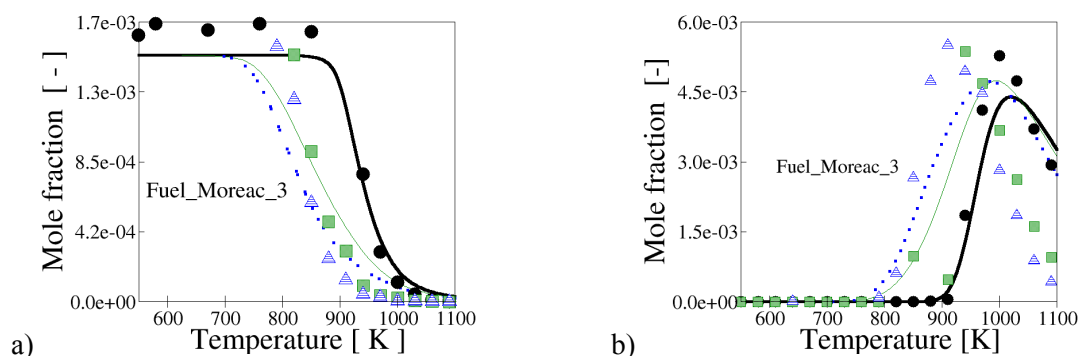 1.7e-03
1.3e-03
8.5e-04
4.2e-04
0.0e+00
Mole fraction [ - ]
Fuel_Moreac_3
600 700 800 900 1000 1100
Temperature [ K ]
a)
6.0e-03
4.5e-03
3.0e-03
1.5e-03
0.0e+00
Mole fraction [-]
Fuel_Moreac_3
600 700 800 900 1000 1100
Temperature [K]
b)